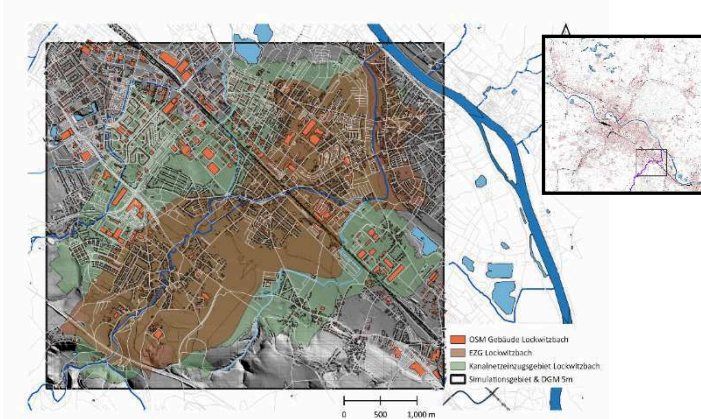 OSM Gebäude Lockwitzbach
EZG Lockwitzbach
Kanalnetzeinzugsgebiet Lockwitzbach
Simulationsgebiet & DGM 5m
0 500 1,000 m